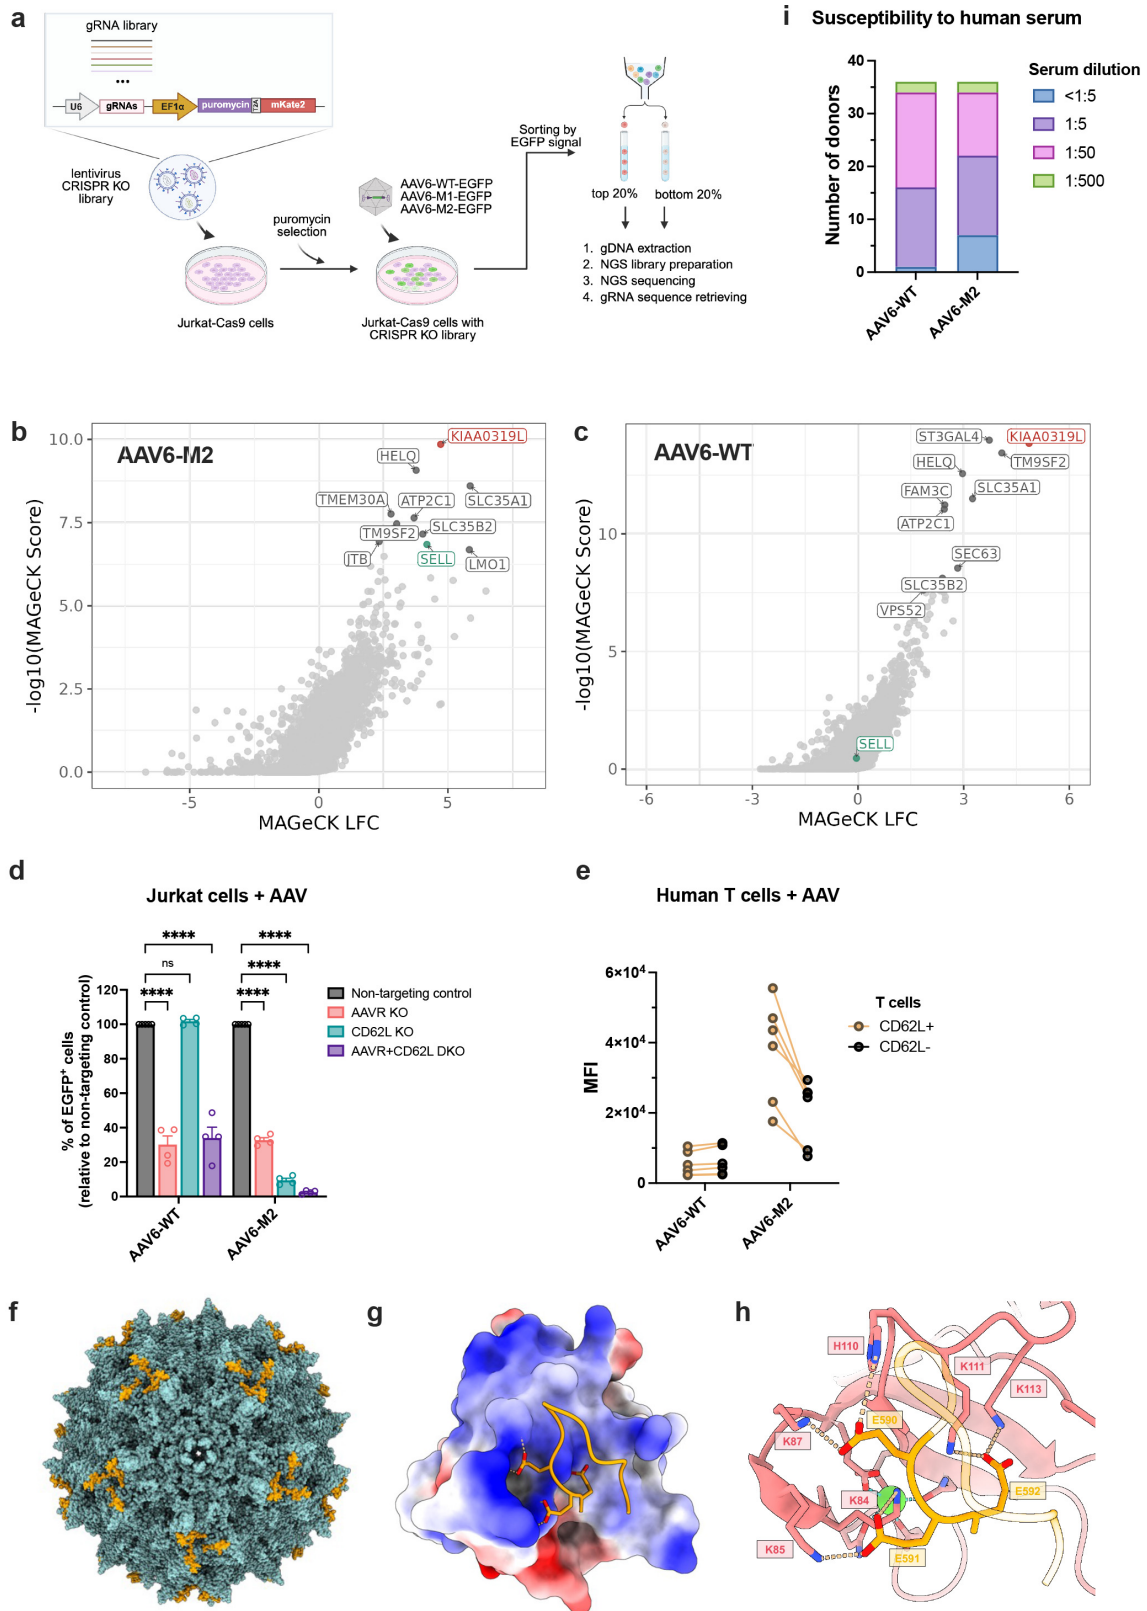 a
gRNA library
...
U6
gRNAs
EF1α
puromycin
T2A
mKate2
lentivirus
CRISPR KO
library
puromycin
selection
Jurkat-Cas9 cells
AAV6-WT-EGFP
AAV6-M1-EGFP
AAV6-M2-EGFP
Jurkat-Cas9 cells with
CRISPR KO library
Sorting by
EGFP signal
top 20%
bottom 20%
1. gDNA extraction
2. NGS library preparation
3. NGS sequencing
4. gRNA sequence retrieving
i
Susceptibility to human serum
Number of donors
40
30
20
10
0
AAV6-WT
AAV6-M2
Serum dilution
<1:5
1:5
1:50
1:500
b
AAV6-M2
-log10(MAGeCK Score)
10.0
7.5
5.0
2.5
0.0
-5
0
5
MAGeCK LFC
KIAA0319L
HELQ
SLC35A1
TMEM30A
ATP2C1
TM9SF2
SLC35B2
JTB
SELL
LMO1
c
AAV6-WT
-log10(MAGeCK Score)
10
5
0
-6
-3
0
3
6
MAGeCK LFC
ST3GAL4
KIAA0319L
HELQ
TM9SF2
FAM3C
SLC35A1
ATP2C1
SEC63
SLC35B2
VPS52
SELL
d
Jurkat cells + AAV
% of EGFP+ cells
(relative to non-targeting control)
120
100
80
60
40
20
0
****
ns
****
****
****
****
AAV6-WT
AAV6-M2
Non-targeting control
AAVR KO
CD62L KO
AAVR+CD62L DKO
e
Human T cells + AAV
MFI
6×10⁴
4×10⁴
2×10⁴
0
AAV6-WT
AAV6-M2
T cells
CD62L+
CD62L-
f
g
h
H110
K111
K113
E590
K87
K84
E592
K85
E591